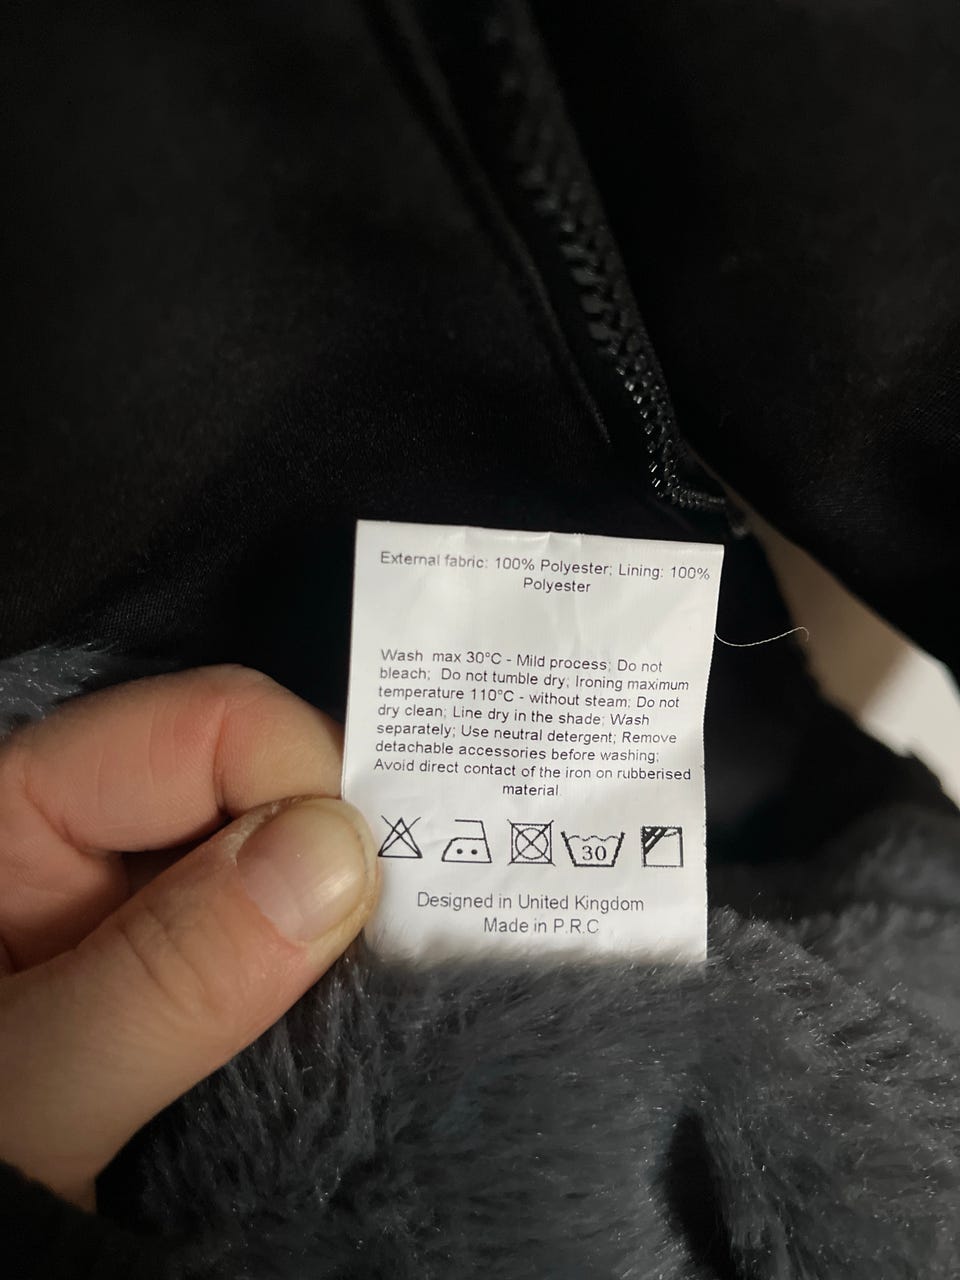 External fabric: 100% Polyester; Lining: 100%
Polyester
Wash max 30°C - Mild process; Do not
bleach; Do not tumble dry; Ironing maximum
temperature 110°C - without steam; Do not
dry clean; Line dry in the shade; Wash
separately; Use neutral detergent; Remove
detachable accessories before washing;
Avoid direct contact of the iron on rubberised
material.
30
Designed in United Kingdom
Made in P.R.C